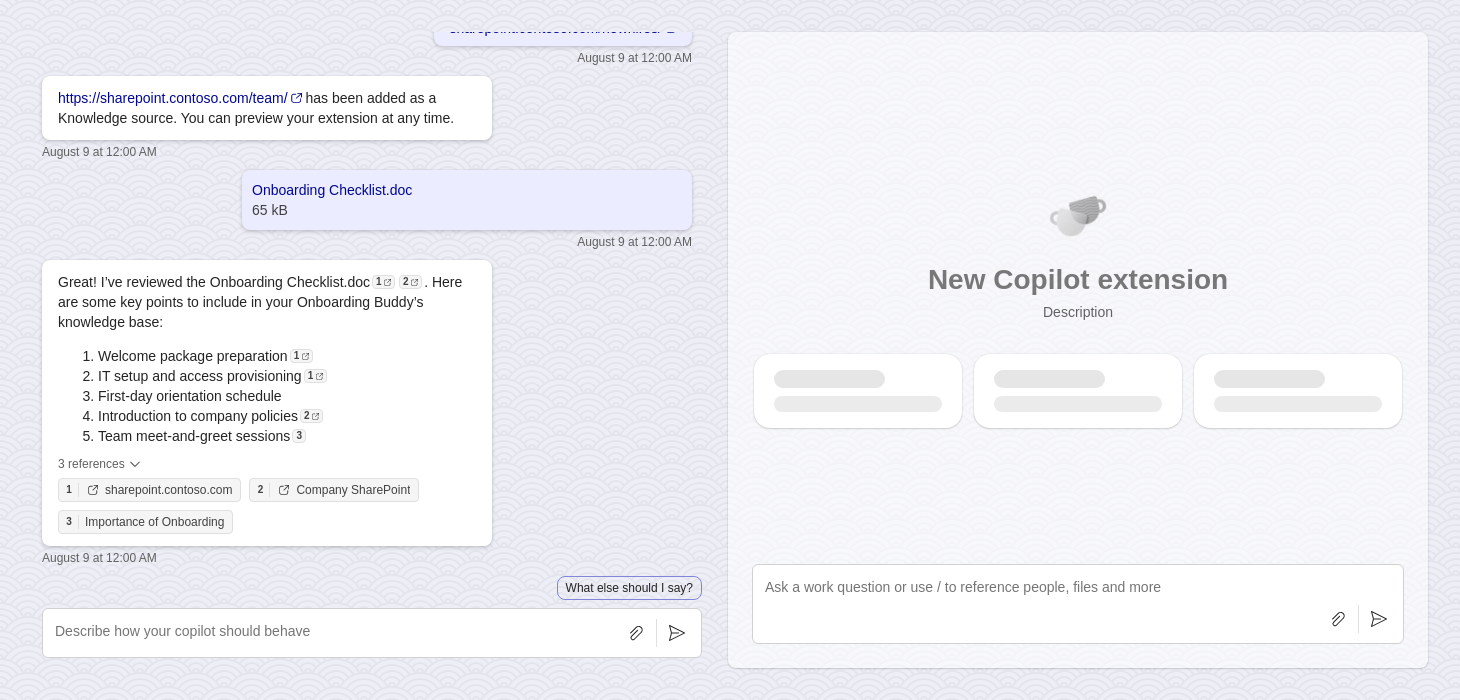 August 9 at 12:00 AM
https://sharepoint.contoso.com/team/ has been added as a
Knowledge source. You can preview your extension at any time.
August 9 at 12:00 AM
Onboarding Checklist.doc
65 kB
August 9 at 12:00 AM
Great! I’ve reviewed the Onboarding Checklist.doc 1 2 . Here
are some key points to include in your Onboarding Buddy’s
knowledge base:
1. Welcome package preparation 1
2. IT setup and access provisioning 1
3. First-day orientation schedule
4. Introduction to company policies 2
5. Team meet-and-greet sessions 3
3 references
1 sharepoint.contoso.com 2 Company SharePoint
3 Importance of Onboarding
August 9 at 12:00 AM
What else should I say?
Describe how your copilot should behave
New Copilot extension
Description
Ask a work question or use / to reference people, files and more